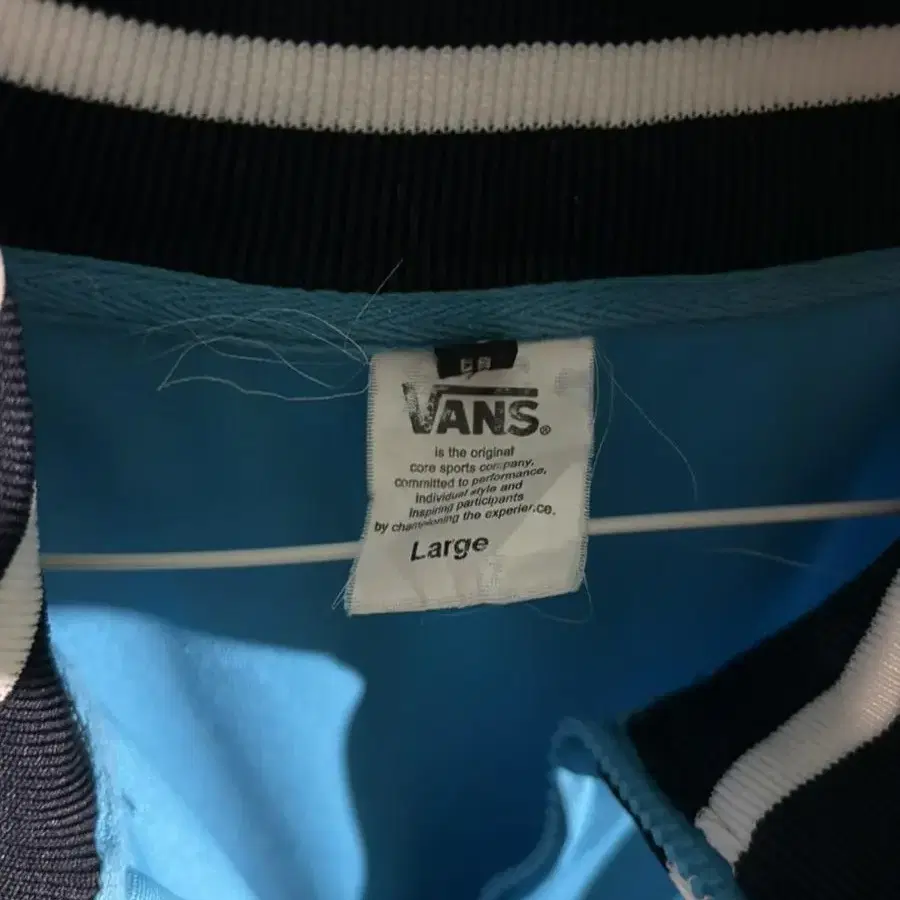 VANS®
is the original
core sports company,
committed to performance,
individual style and
inspiring participants
by championing the experience.
Large